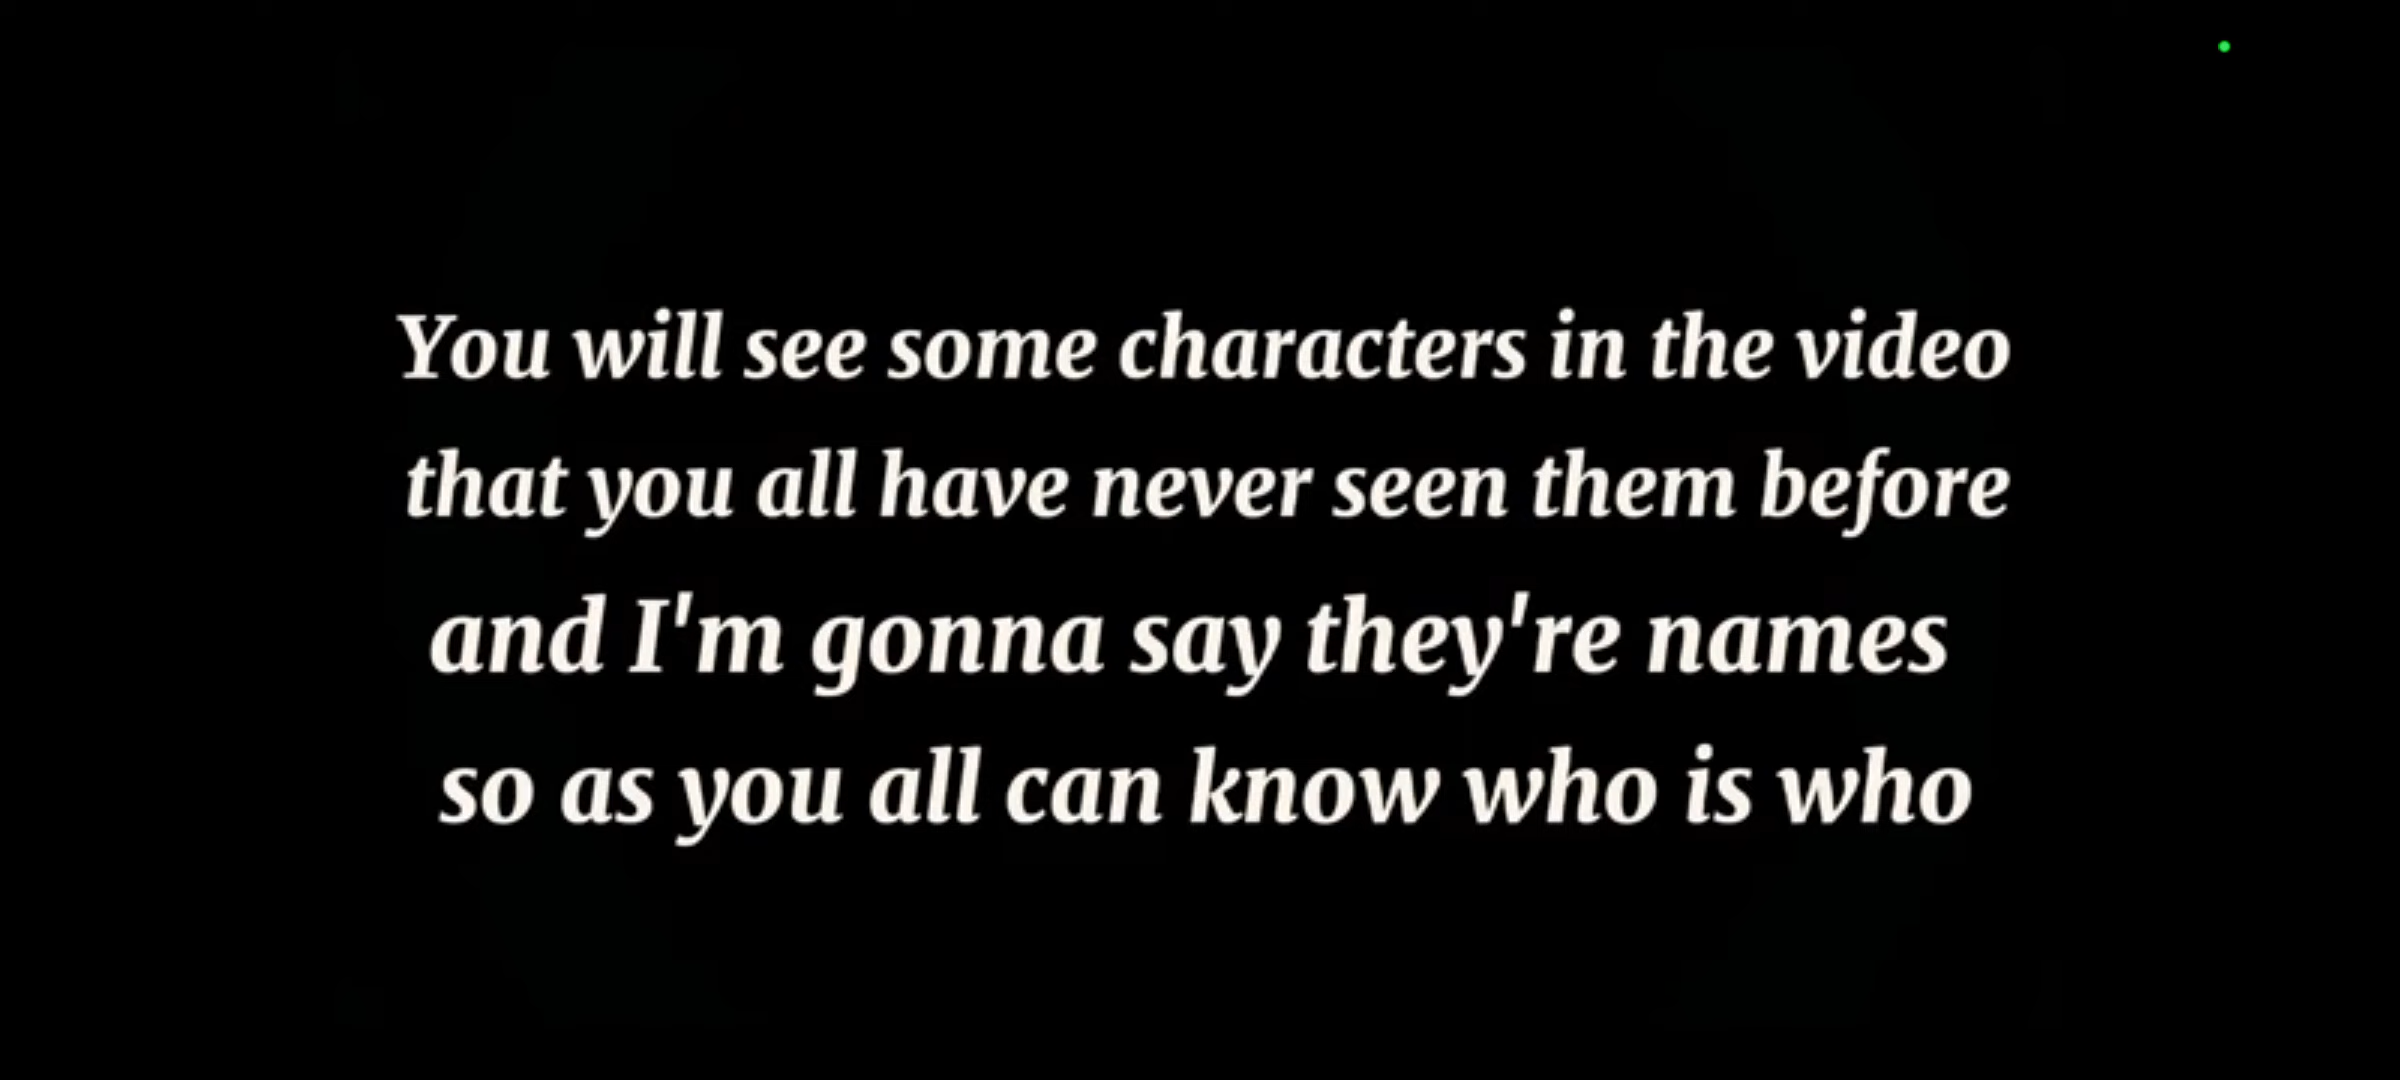 You will see some characters in the video
that you all have never seen them before
and I'm gonna say they're names
so as you all can know who is who